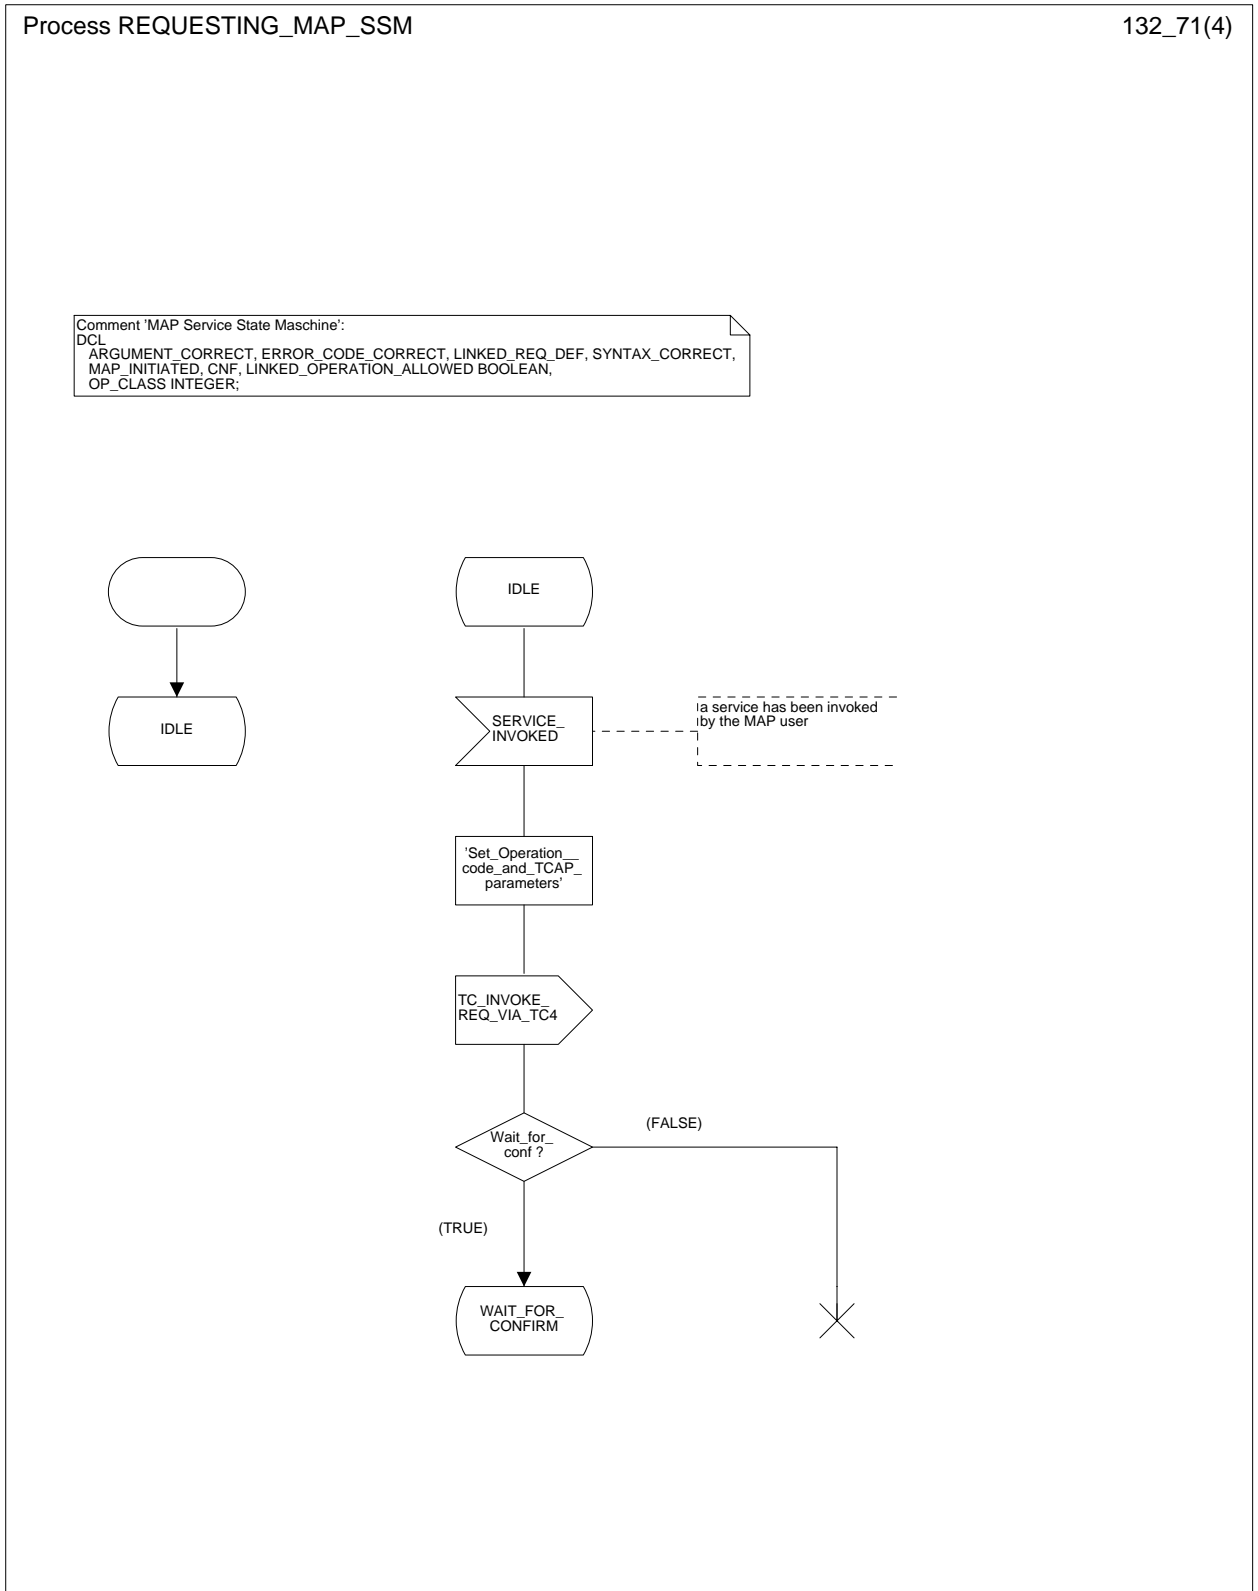 Process REQUESTING_MAP_SSM
132_71(4)
Comment 'MAP Service State Maschine':
DCL
ARGUMENT_CORRECT, ERROR_CODE_CORRECT, LINKED_REQ_DEF, SYNTAX_CORRECT,
MAP_INITIATED, CNF, LINKED_OPERATION_ALLOWED BOOLEAN,
OP_CLASS INTEGER;
IDLE
IDLE
SERVICE_
INVOKED
a service has been invoked
by the MAP user
'Set_Operation__
code_and_TCAP_
parameters'
TC_INVOKE_
REQ_VIA_TC4
Wait_for_
conf ?
(FALSE)
(TRUE)
WAIT_FOR_
CONFIRM